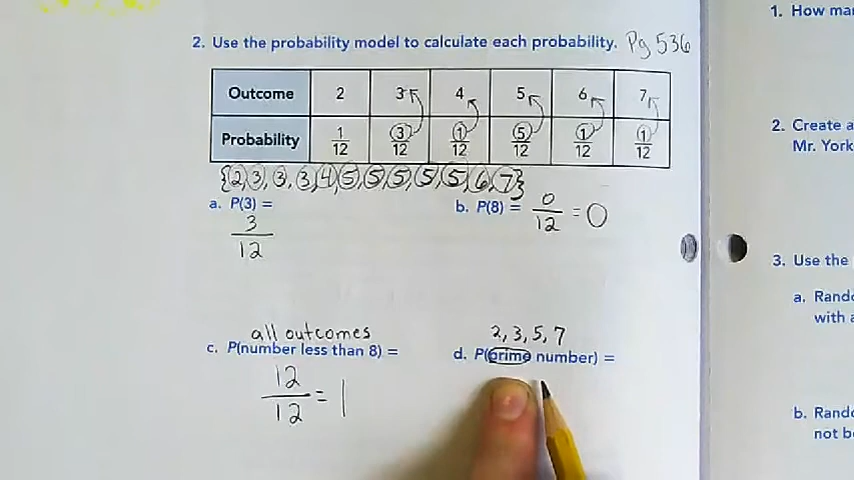 2. Use the probability model to calculate each probability. Pg 536
Outcome 2 3 4 5 6 7
Probability 1/12 3/12 1/12 5/12 1/12 1/12
{2,3,3,3,4,5,5,5,5,5,6,7}
a. P(3) = b. P(8) = 0/12 = 0
3/12
all outcomes 2, 3, 5, 7
c. P(number less than 8) = d. P(prime number) =
12/12 = 1
1. How
2. Create a
Mr. York
3. Use the
a.
with a
b.
not